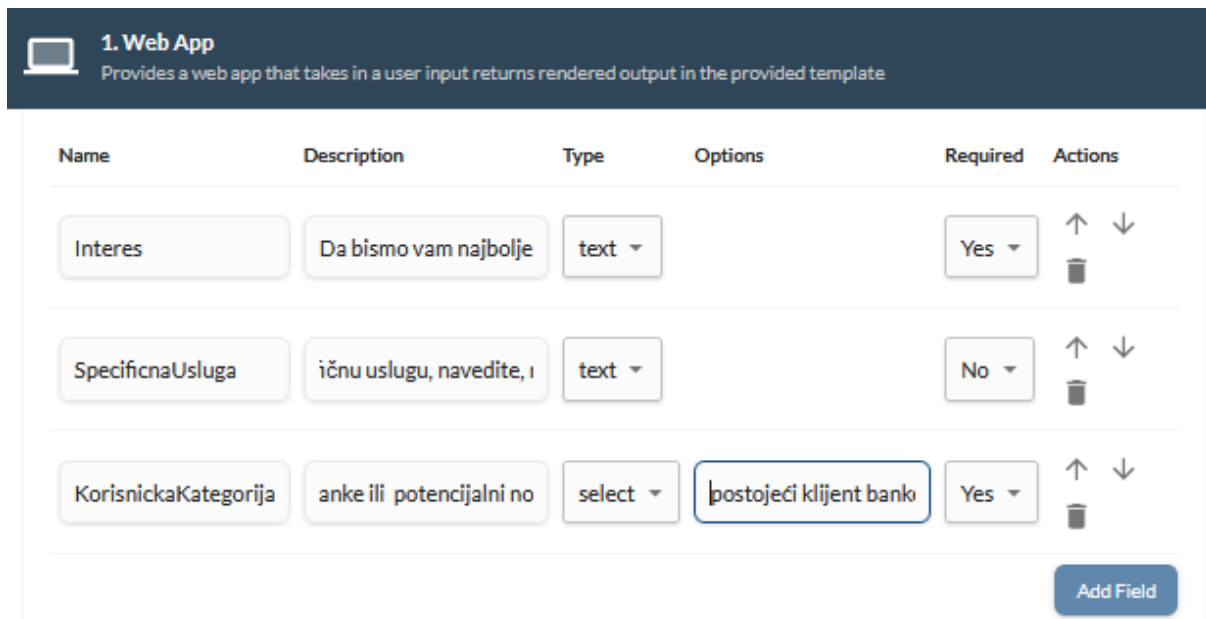 1. Web App
Provides a web app that takes in a user input returns rendered output in the provided template
Name Description Type Options Required Actions
Interes Da bismo vam najbolje text Yes
SpecificnaUsluga ičnu uslugu, navedite, text No
KorisnickaKategorija anke ili potencijalni no select postojeći klijent bank Yes
Add Field